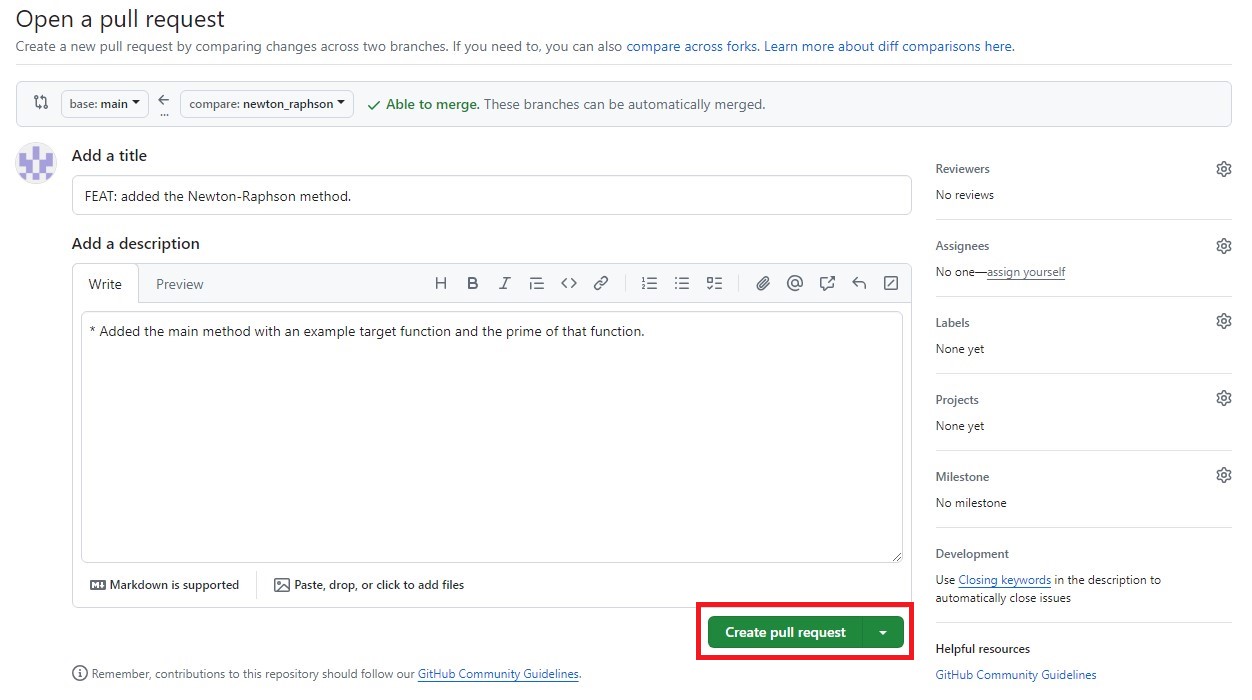 Open a pull request
Create a new pull request by comparing changes across two branches. If you need to, you can also compare across forks. Learn more about diff comparisons here.
base: main
compare: newton_raphson
Able to merge. These branches can be automatically merged.
Add a title
FEAT: added the Newton-Raphson method.
Add a description
Write
Preview
* Added the main method with an example target function and the prime of that function.
Markdown is supported
Paste, drop, or click to add files
Create pull request
Remember, contributions to this repository should follow our GitHub Community Guidelines.
Reviewers
No reviews
Assignees
No one—assign yourself
Labels
None yet
Projects
None yet
Milestone
No milestone
Development
Use Closing keywords in the description to
automatically close issues
Helpful resources
GitHub Community Guidelines